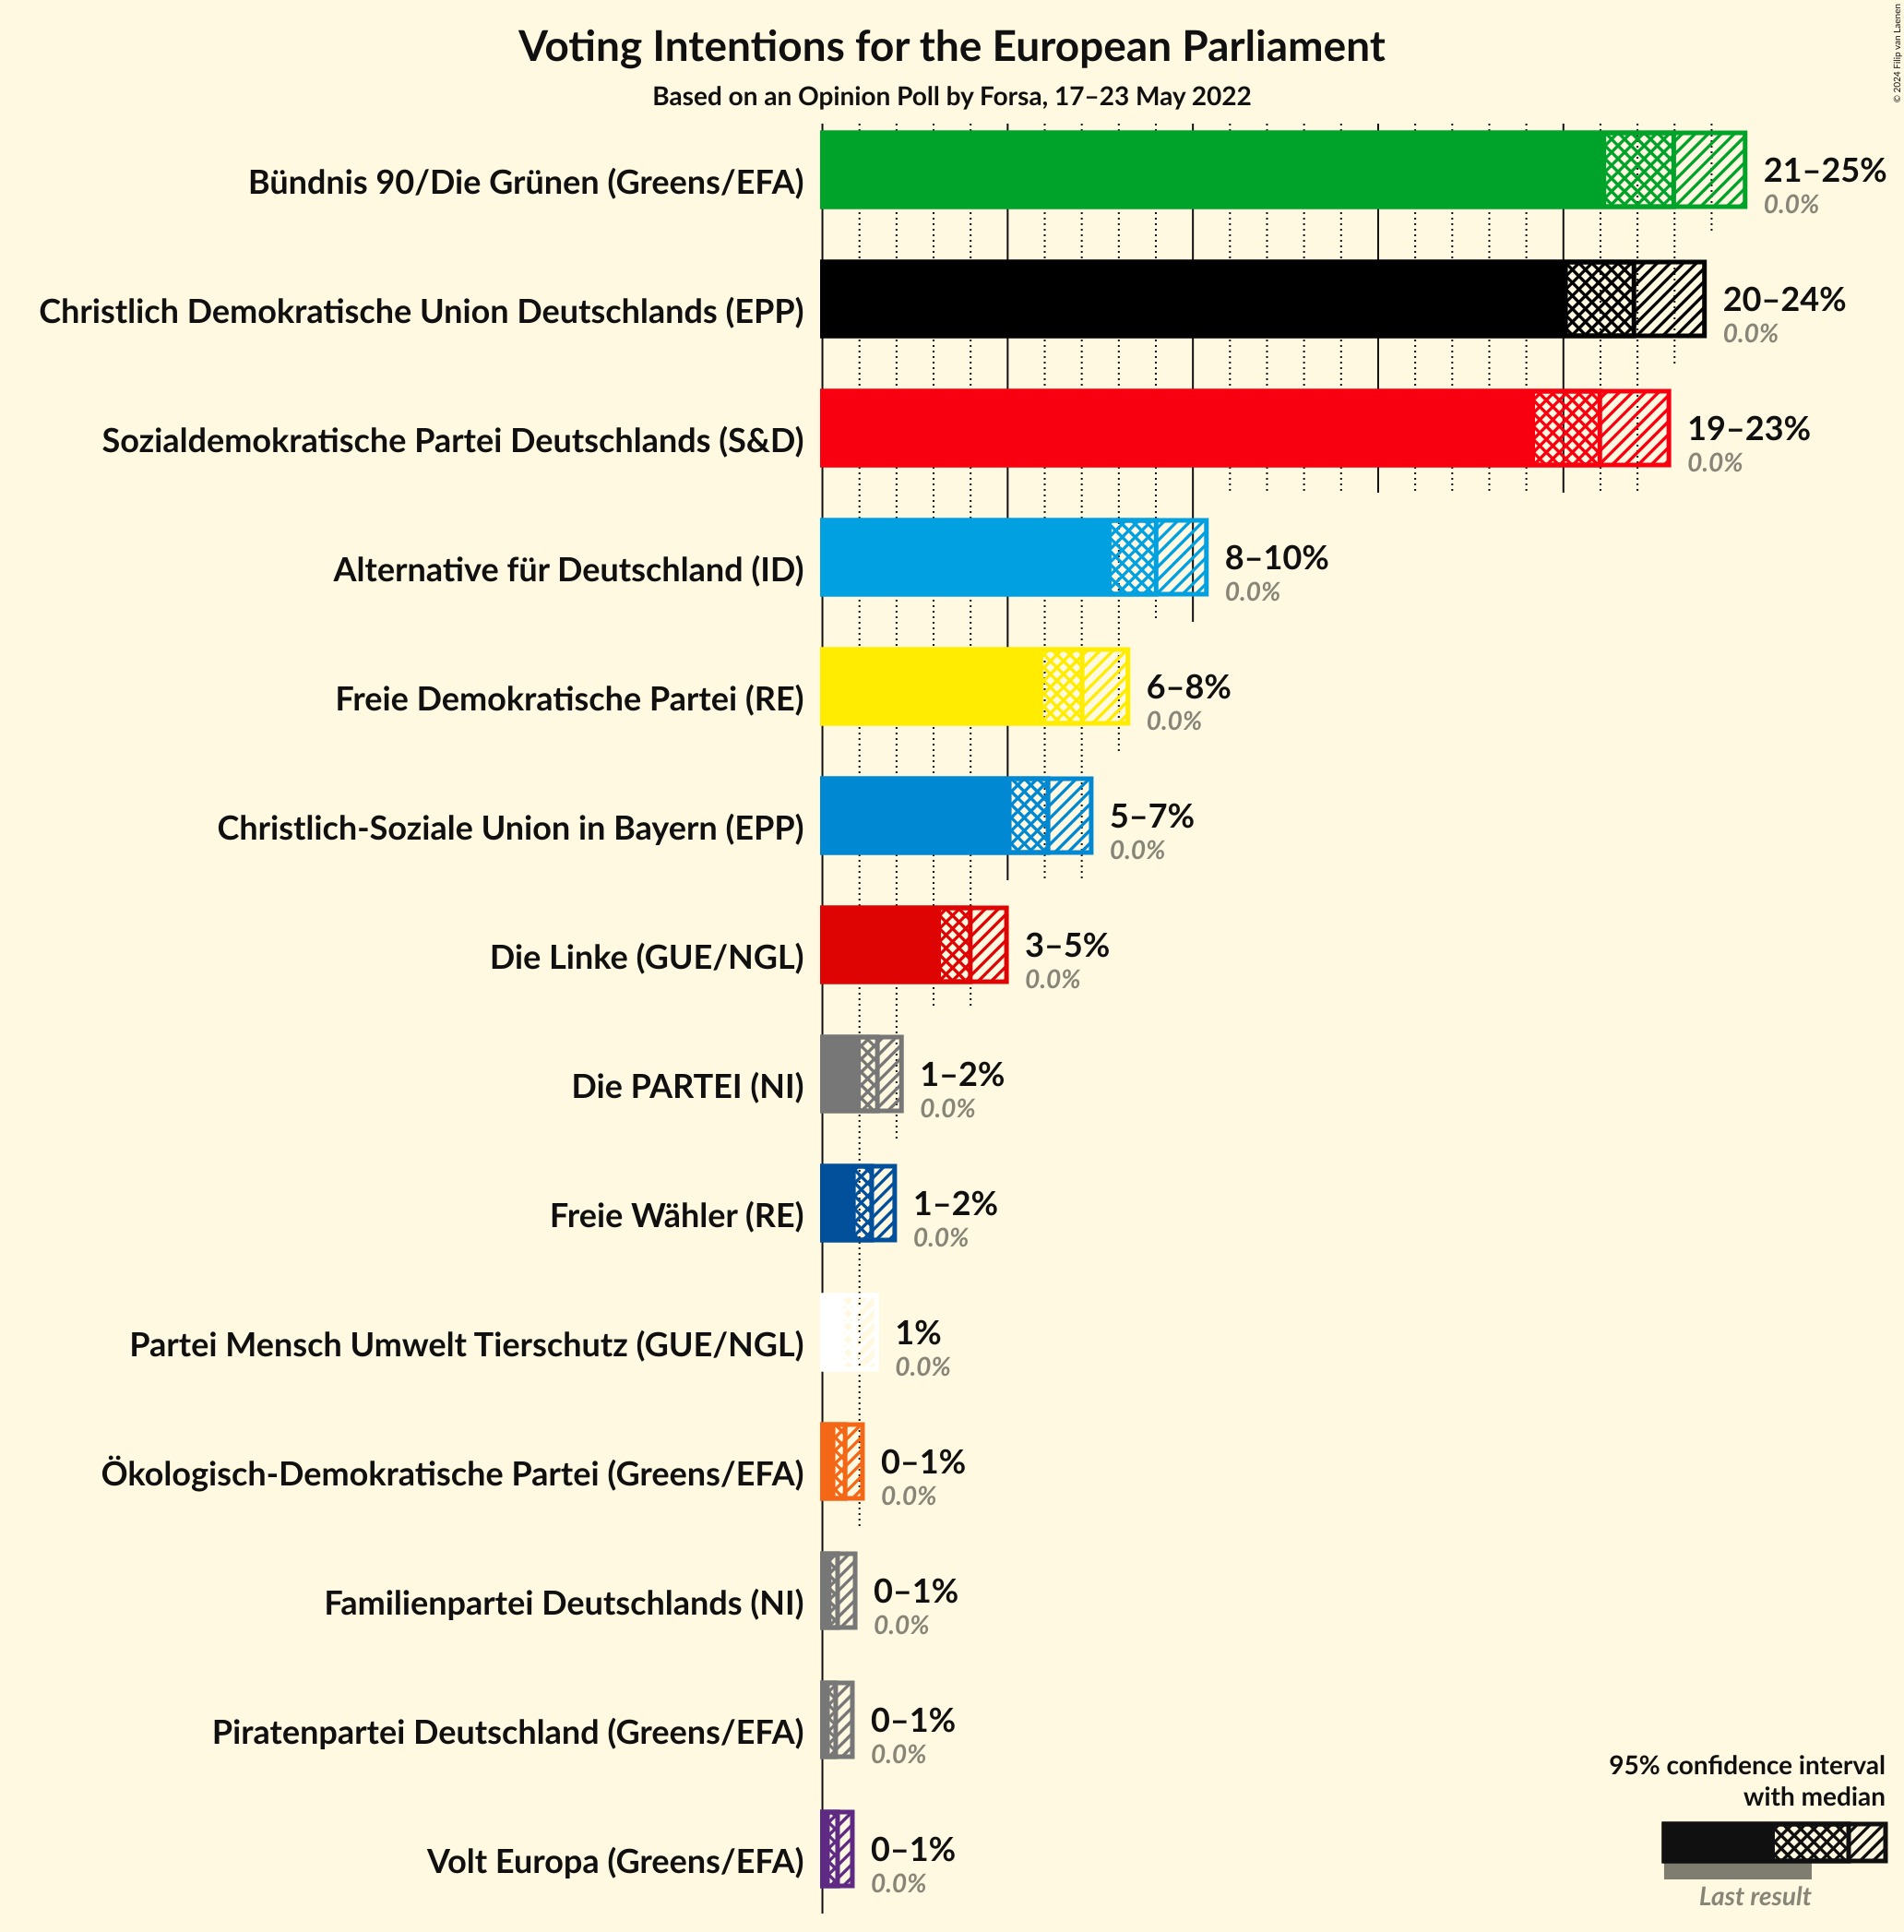 Voting Intentions for the European Parliament
Based on an Opinion Poll by Forsa, 17–23 May 2022
© 2024 Filip van Laenen
Bündnis 90/Die Grünen (Greens/EFA)
21–25%
0.0%
Christlich Demokratische Union Deutschlands (EPP)
20–24%
0.0%
Sozialdemokratische Partei Deutschlands (S&D)
19–23%
0.0%
Alternative für Deutschland (ID)
8–10%
0.0%
Freie Demokratische Partei (RE)
6–8%
0.0%
Christlich-Soziale Union in Bayern (EPP)
5–7%
0.0%
Die Linke (GUE/NGL)
3–5%
0.0%
Die PARTEI (NI)
1–2%
0.0%
Freie Wähler (RE)
1–2%
0.0%
Partei Mensch Umwelt Tierschutz (GUE/NGL)
1%
0.0%
Ökologisch-Demokratische Partei (Greens/EFA)
0–1%
0.0%
Familienpartei Deutschlands (NI)
0–1%
0.0%
Piratenpartei Deutschland (Greens/EFA)
0–1%
0.0%
Volt Europa (Greens/EFA)
0–1%
0.0%
95% confidence interval
with median
Last result